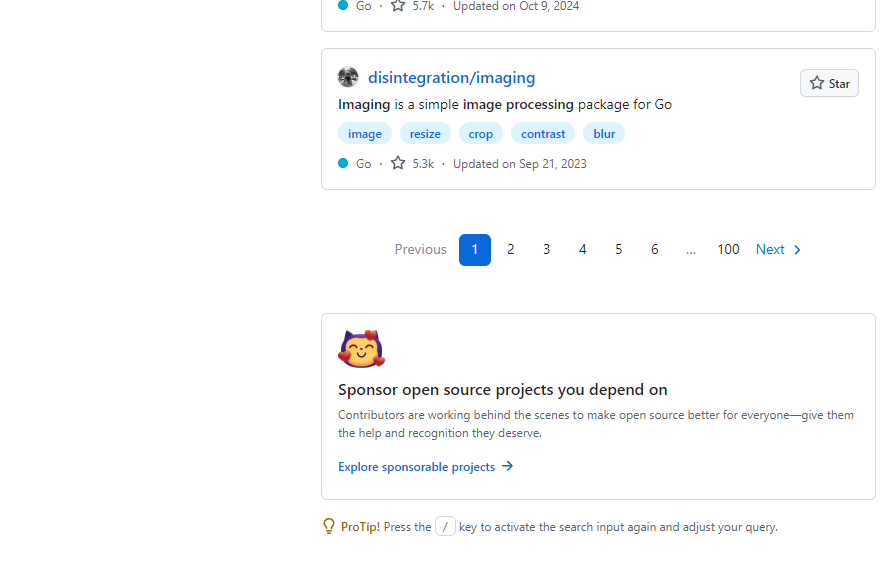 Go · 5.7k · Updated on Oct 9, 2024
disintegration/imaging
Star
Imaging is a simple image processing package for Go
image resize crop contrast blur
Go · 5.3k · Updated on Sep 21, 2023
Previous 1 2 3 4 5 6 … 100 Next
Sponsor open source projects you depend on
Contributors are working behind the scenes to make open source better for everyone—give them
the help and recognition they deserve.
Explore sponsorable projects
ProTip! Press the / key to activate the search input again and adjust your query.